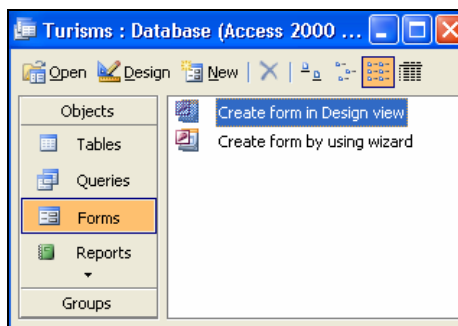 Turisms : Database (Access 2000 ...
Open Design New
Objects
Tables
Queries
Forms
Reports
Groups
Create form in Design view
Create form by using wizard